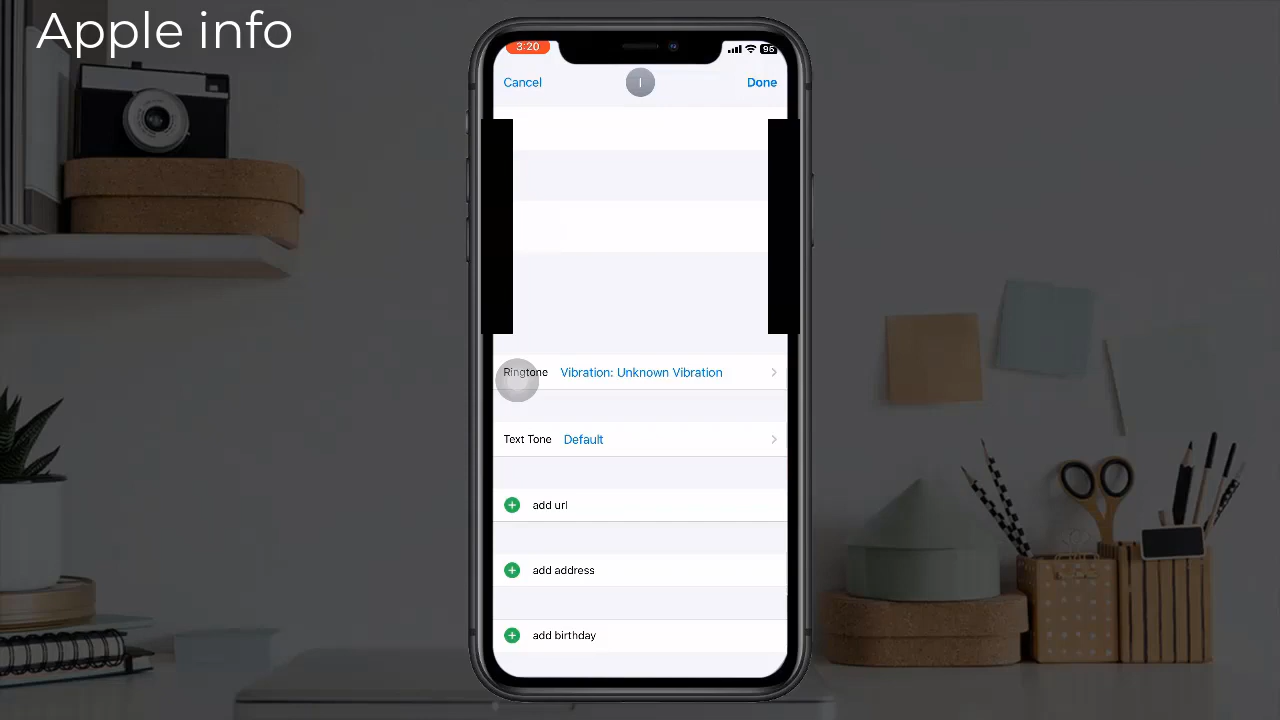 Apple info
3:20
96
Cancel
I
Done
Ringtone Vibration: Unknown Vibration
Text Tone Default
add url
add address
add birthday